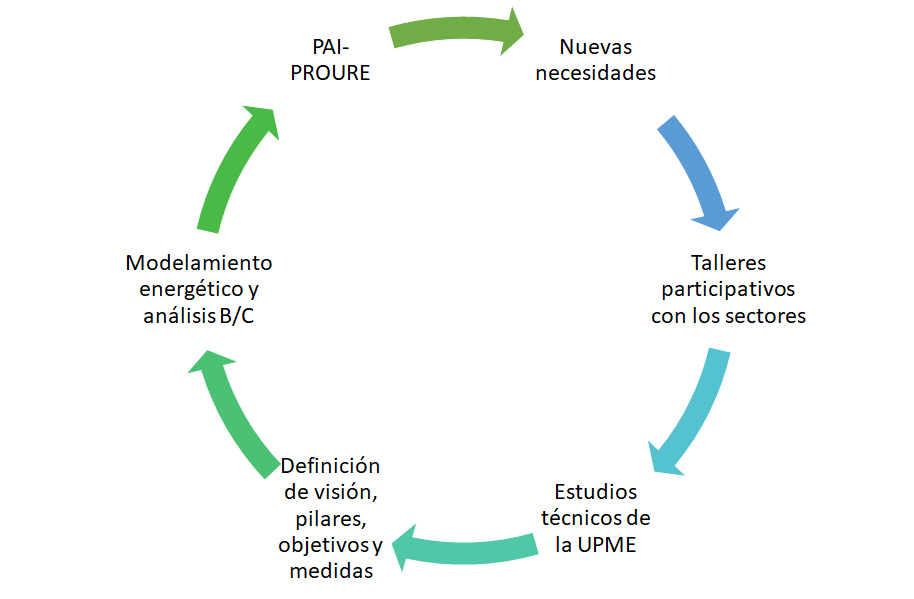 PAI-
PROURE
Nuevas
necesidades
Talleres
participativos
con los sectores
Estudios
técnicos de
la UPME
Definición
de visión,
pilares,
objetivos y
medidas
Modelamiento
energético y
análisis B/C